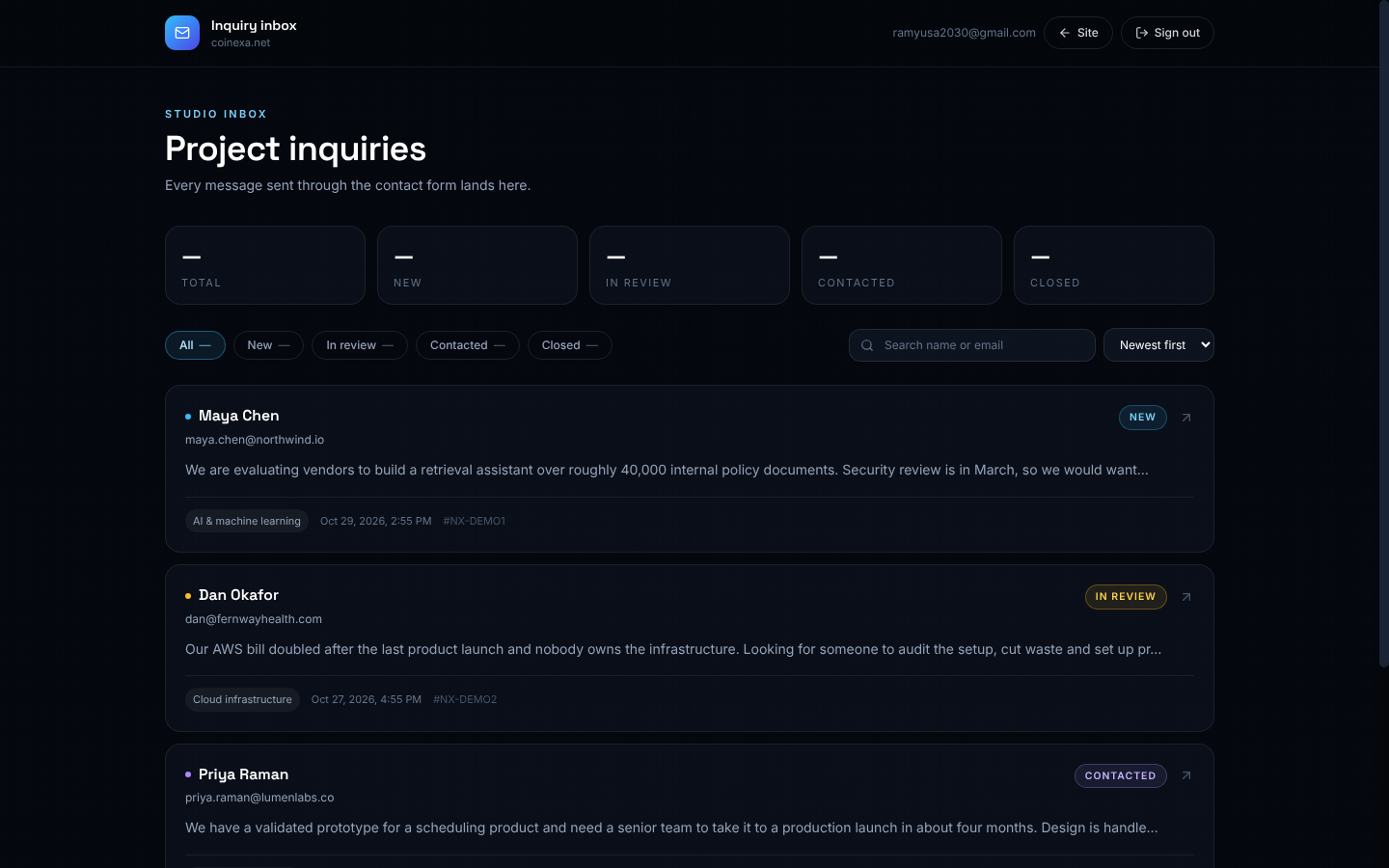 Inquiry inbox
coinexa.net
ramyusa2030@gmail.com
Site
Sign out
STUDIO INBOX
Project inquiries
Every message sent through the contact form lands here.
— — — — —
TOTAL NEW IN REVIEW CONTACTED CLOSED
All — New — In review — Contacted — Closed —
Search name or email
Newest first
Maya Chen
NEW
maya.chen@northwind.io
We are evaluating vendors to build a retrieval assistant over roughly 40,000 internal policy documents. Security review is in March, so we would want...
AI & machine learning Oct 29, 2026, 2:55 PM #NX-DEMO1
Dan Okafor
IN REVIEW
dan@fernwayhealth.com
Our AWS bill doubled after the last product launch and nobody owns the infrastructure. Looking for someone to audit the setup, cut waste and set up pr...
Cloud infrastructure Oct 27, 2026, 4:55 PM #NX-DEMO2
Priya Raman
CONTACTED
priya.raman@lumenlabs.co
We have a validated prototype for a scheduling product and need a senior team to take it to a production launch in about four months. Design is handle...